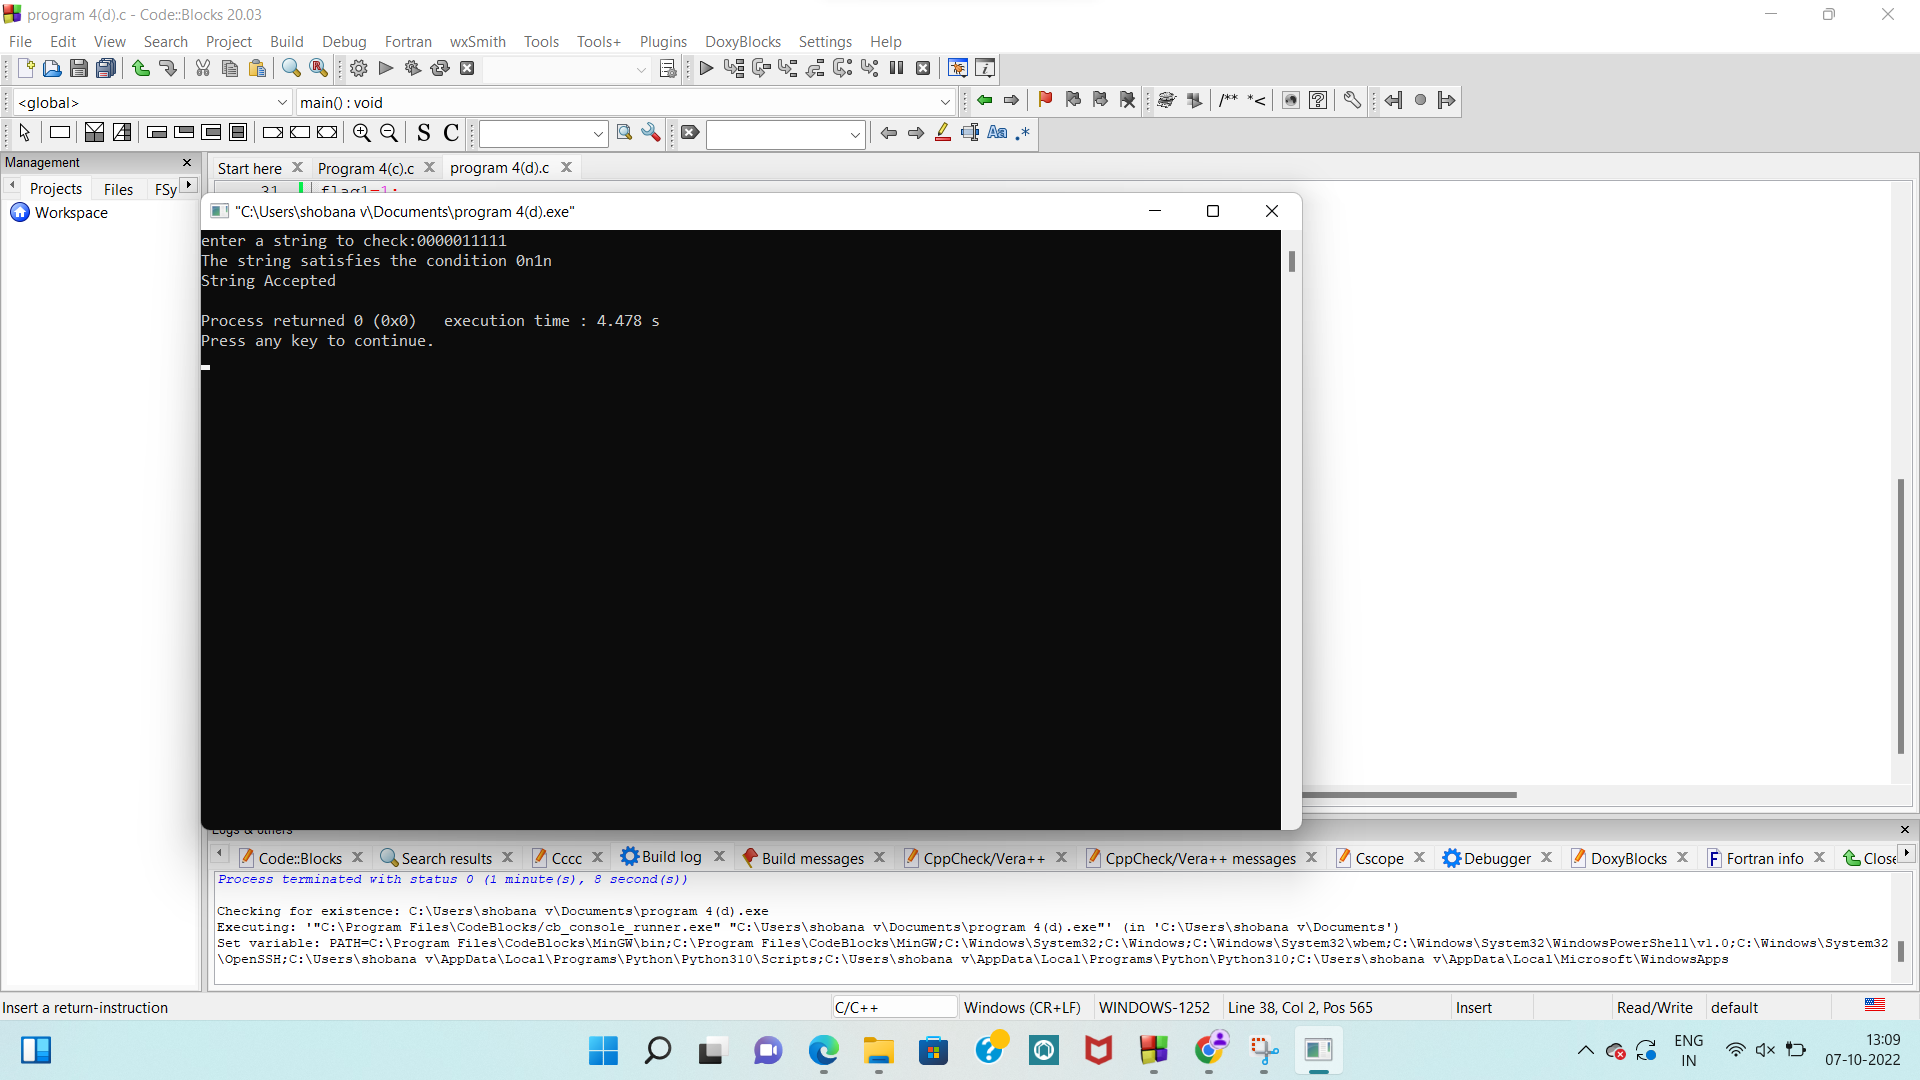 program 4(d).c - Code::Blocks 20.03
File Edit View Search Project Build Debug Fortran wxSmith Tools Tools+ Plugins DoxyBlocks Settings Help
<global> main() : void
/** *<
S C Aa .*
Management
Start here Program 4(c).c program 4(d).c
Projects Files FSy
31 flag1=1;
Workspace
"C:\Users\shobana v\Documents\program 4(d).exe"
enter a string to check:0000011111
The string satisfies the condition 0n1n
String Accepted
Process returned 0 (0x0) execution time : 4.478 s
Press any key to continue.
Logs & others
Code::Blocks Search results Cccc Build log Build messages CppCheck/Vera++ CppCheck/Vera++ messages Cscope Debugger DoxyBlocks Fortran info Close
Process terminated with status 0 (1 minute(s), 8 second(s))
Checking for existence: C:\Users\shobana v\Documents\program 4(d).exe
Executing: '"C:\Program Files\CodeBlocks/cb_console_runner.exe" "C:\Users\shobana v\Documents\program 4(d).exe"' (in 'C:\Users\shobana v\Documents')
Set variable: PATH=C:\Program Files\CodeBlocks\MinGW\bin;C:\Program Files\CodeBlocks\MinGW;C:\Windows\System32;C:\Windows;C:\Windows\System32\wbem;C:\Windows\System32\WindowsPowerShell\v1.0;C:\Windows\System32
\OpenSSH;C:\Users\shobana v\AppData\Local\Programs\Python\Python310\Scripts;C:\Users\shobana v\AppData\Local\Programs\Python\Python310;C:\Users\shobana v\AppData\Local\Microsoft\WindowsApps
Insert a return-instruction C/C++ Windows (CR+LF) WINDOWS-1252 Line 38, Col 2, Pos 565 Insert Read/Write default
ENG 13:09
IN 07-10-2022